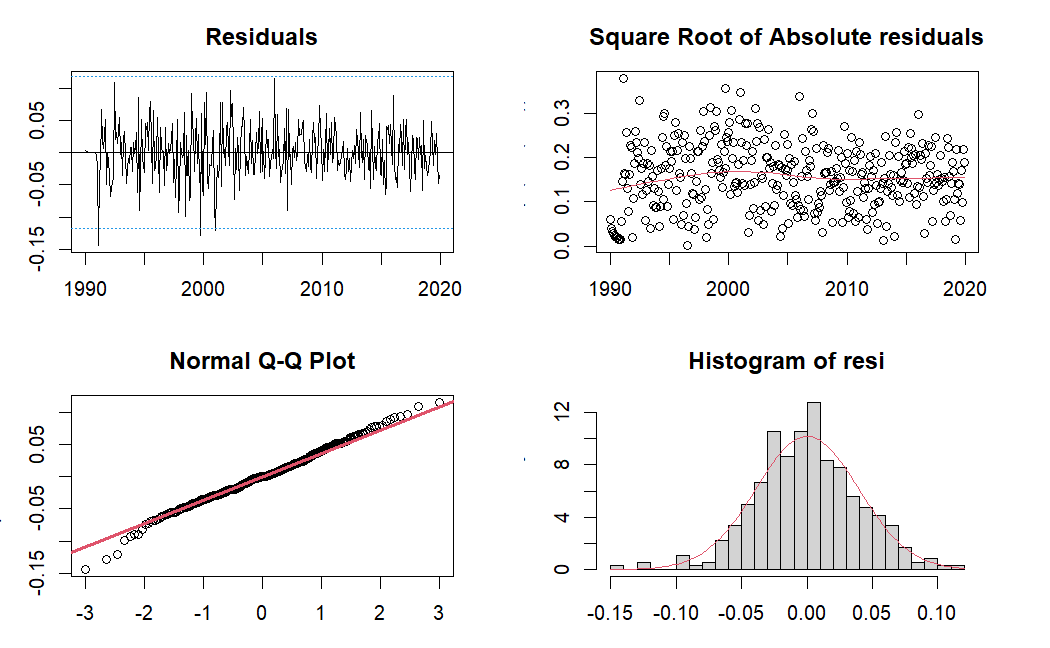 Residuals
0.05
-0.05
-0.15
1990 2000 2010 2020
Square Root of Absolute residuals
0.3
0.2
0.1
0.0
1990 2000 2010 2020
Normal Q-Q Plot
0.05
-0.05
-0.15
-3 -2 -1 0 1 2 3
Histogram of resi
12
8
4
0
-0.15 -0.10 -0.05 0.00 0.05 0.10